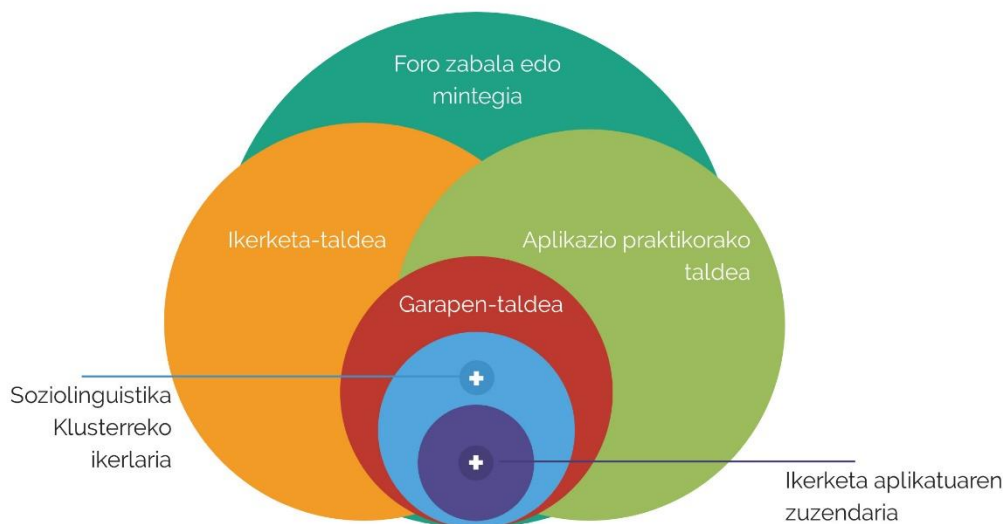 Foro zabala edo
mintegia
Ikerketa-taldea
Aplikazio praktikorako
taldea
Garapen-taldea
Soziolinguistika
Klusterreko
ikerlaria
Ikerketa aplikatuaren
zuzendaria